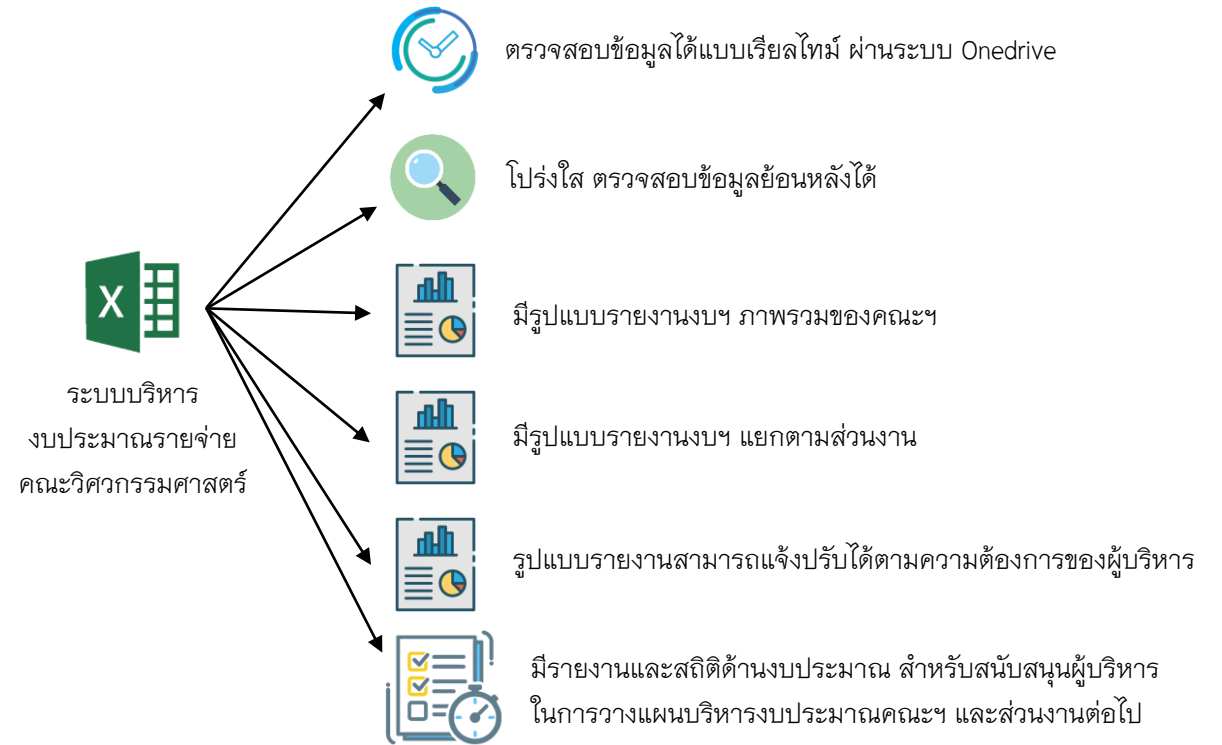 ตรวจสอบข้อมูลได้แบบเรียลไทม์ ผ่านระบบ Onedrive
โปร่งใส ตรวจสอบข้อมูลย้อนหลังได้
X
ระบบบริหาร
งบประมาณรายจ่าย
คณะวิศวกรรมศาสตร์
มีรูปแบบรายงานงบฯ ภาพรวมของคณะฯ
มีรูปแบบรายงานงบฯ แยกตามส่วนงาน
รูปแบบรายงานสามารถแจ้งปรับได้ตามความต้องการของผู้บริหาร
มีรายงานและสถิติด้านงบประมาณ สำหรับสนับสนุนผู้บริหาร
ในการวางแผนบริหารงบประมาณคณะฯ และส่วนงานต่อไป